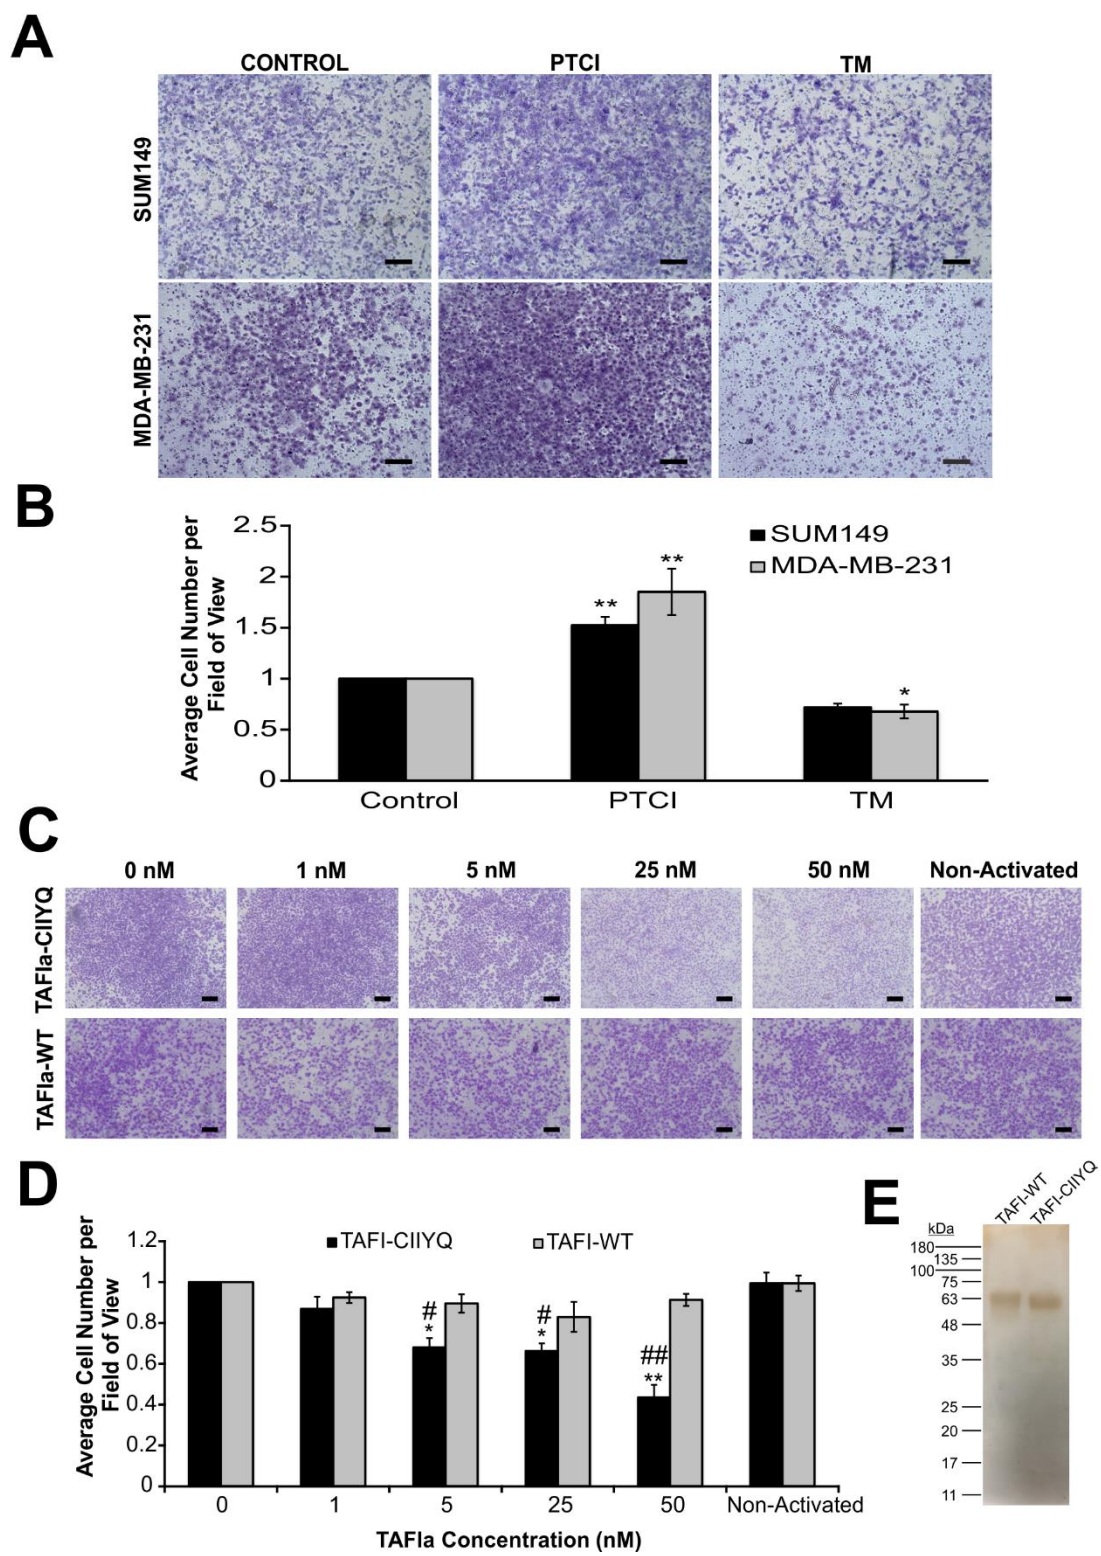 A
CONTROL PTCI TM
SUM149
MDA-MB-231
B
Average Cell Number per
Field of View
2.5
2
1.5
1
0.5
0
SUM149
MDA-MB-231
** ** *
Control PTCI TM
C
0 nM 1 nM 5 nM 25 nM 50 nM Non-Activated
TAFIa-CIIYQ
TAFIa-WT
D
Average Cell Number per
Field of View
1.2
1
0.8
0.6
0.4
0.2
0
TAFI-CIIYQ TAFI-WT
# # ##
* * **
0 1 5 25 50 Non-Activated
TAFIa Concentration (nM)
E
TAFI-WT
TAFI-CIIYQ
kDa
180
135
100
75
63
48
35
25
20
17
11